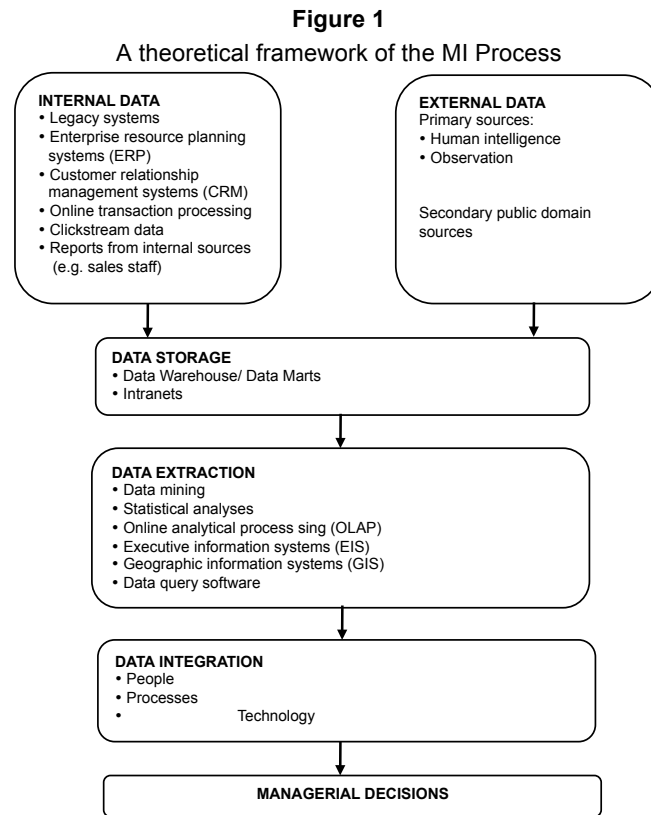 Figure 1
A theoretical framework of the MI Process
INTERNAL DATA
• Legacy systems
• Enterprise resource planning
systems (ERP)
• Customer relationship
management systems (CRM)
• Online transaction processing
• Clickstream data
• Reports from internal sources
(e.g. sales staff)
EXTERNAL DATA
Primary sources:
• Human intelligence
• Observation
Secondary public domain
sources
DATA STORAGE
• Data Warehouse/ Data Marts
• Intranets
DATA EXTRACTION
• Data mining
• Statistical analyses
• Online analytical process sing (OLAP)
• Executive information systems (EIS)
• Geographic information systems (GIS)
• Data query software
DATA INTEGRATION
• People
• Processes
• Technology
MANAGERIAL DECISIONS